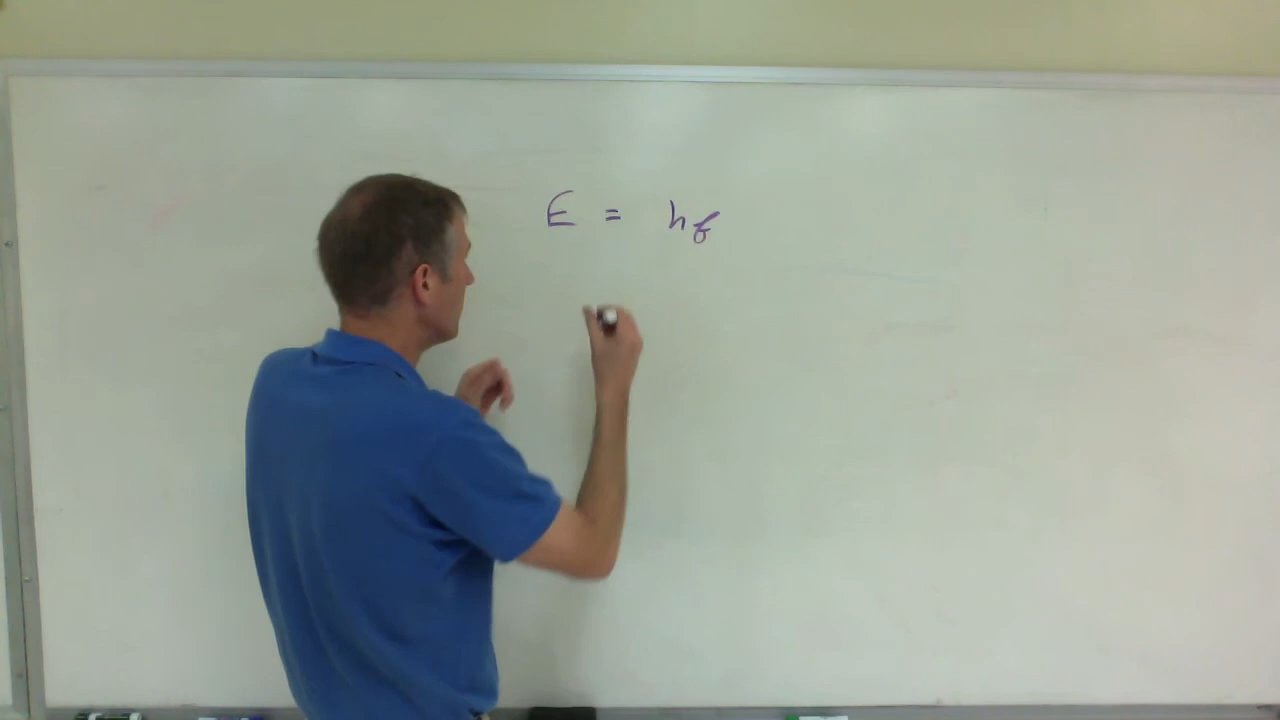 E = hf